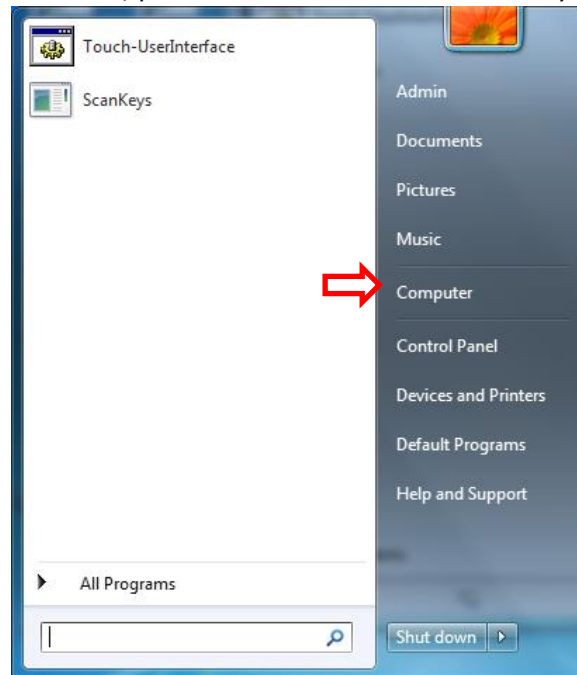 Touch-UserInterface
ScanKeys
All Programs
Admin
Documents
Pictures
Music
Computer
Control Panel
Devices and Printers
Default Programs
Help and Support
Shut down